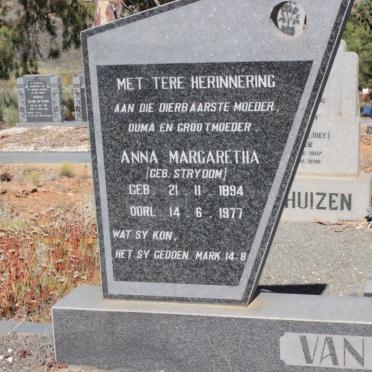 MET TERE HERINNERING
AAN DIE DIERBAARSTE MOEDER,
OUMA EN GROOTMOEDER.
ANNA MARGARETHA
(GEB. STRYDOM)
GEB. 21. 11. 1894
OORL. 14. 6. 1977
WAT SY KON,
HET SY GEDOEN. MARK. 14.8
HUIZEN
VAN